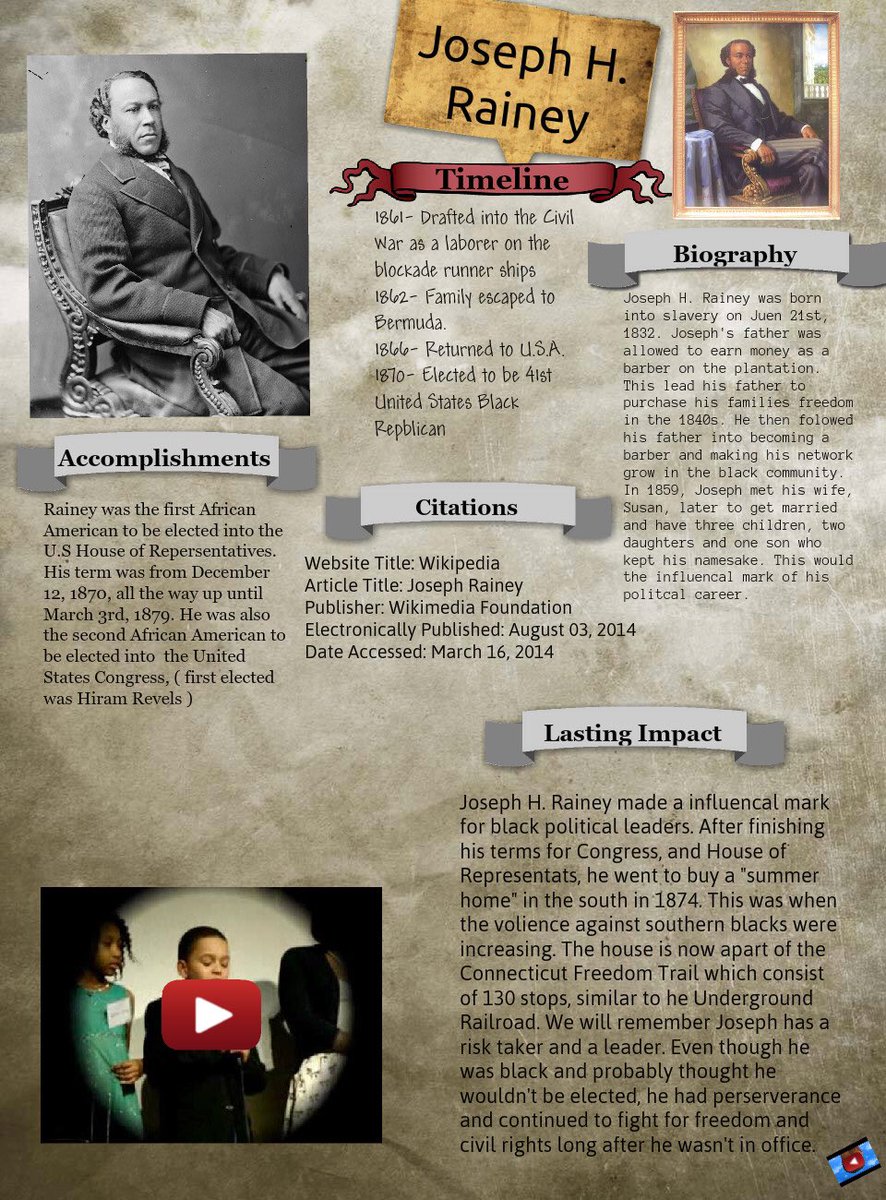 Joseph H.
Rainey
Timeline
1861- Drafted into the Civil
War as a laborer on the
blockade runner ships
1862- Family escaped to
Bermuda.
1866- Returned to U.S.A.
1870- Elected to be 41st
United States Black
Repblican
Biography
Joseph H. Rainey was born
into slavery on Juen 21st,
1832. Joseph's father was
allowed to earn money as a
barber on the plantation.
This lead his father to
purchase his families freedom
in the 1840s. He then folowed
his father into becoming a
barber and making his network
grow in the black community.
In 1859, Joseph met his wife,
Susan, later to get married
and have three children, two
daughters and one son who
kept his namesake. This would
the influencal mark of his
politcal career.
Accomplishments
Rainey was the first African
American to be elected into the
U.S House of Repersentatives.
His term was from December
12, 1870, all the way up until
March 3rd, 1879. He was also
the second African American to
be elected into the United
States Congress, ( first elected
was Hiram Revels )
Citations
Website Title: Wikipedia
Article Title: Joseph Rainey
Publisher: Wikimedia Foundation
Electronically Published: August 03, 2014
Date Accessed: March 16, 2014
Lasting Impact
Joseph H. Rainey made a influencal mark
for black political leaders. After finishing
his terms for Congress, and House of
Representats, he went to buy a "summer
home" in the south in 1874. This was when
the volience against southern blacks were
increasing. The house is now apart of the
Connecticut Freedom Trail which consist
of 130 stops, similar to he Underground
Railroad. We will remember Joseph has a
risk taker and a leader. Even though he
was black and probably thought he
wouldn't be elected, he had perserverance
and continued to fight for freedom and
civil rights long after he wasn't in office.